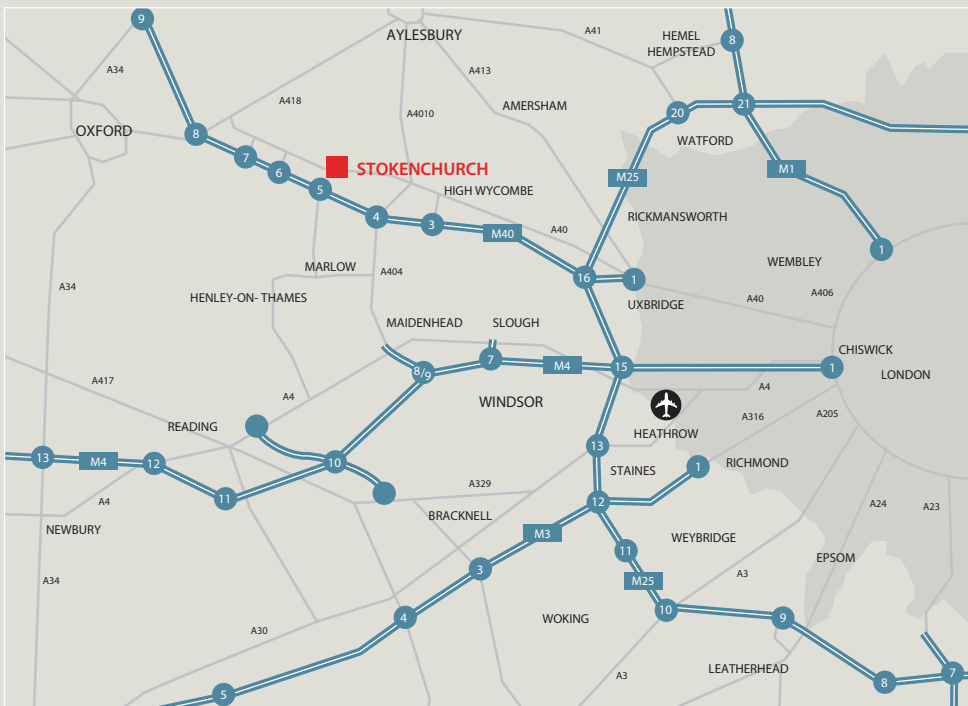 9
AYLESBURY
A41
HEMEL
HEMPSTEAD
8
A34
A413
A418
AMERSHAM
A4010
20
21
OXFORD
8
WATFORD
7
6
STOKENCHURCH
M1
M25
5
HIGH WYCOMBE
4
3
M40
A40
RICKMANSWORTH
1
WEMBLEY
MARLOW
A404
16
1
A34
HENLEY-ON- THAMES
UXBRIDGE
A40
A406
MAIDENHEAD
SLOUGH
CHISWICK
8/9
7
M4
15
1
LONDON
A417
A4
WINDSOR
A4
READING
HEATHROW
A316
A205
13
M4
12
10
13
STAINES
1
RICHMOND
A329
11
A4
BRACKNELL
12
A24
A23
NEWBURY
M3
WEYBRIDGE
11
EPSOM
3
M25
A3
A34
10
4
WOKING
9
A30
LEATHERHEAD
A3
7
8
5